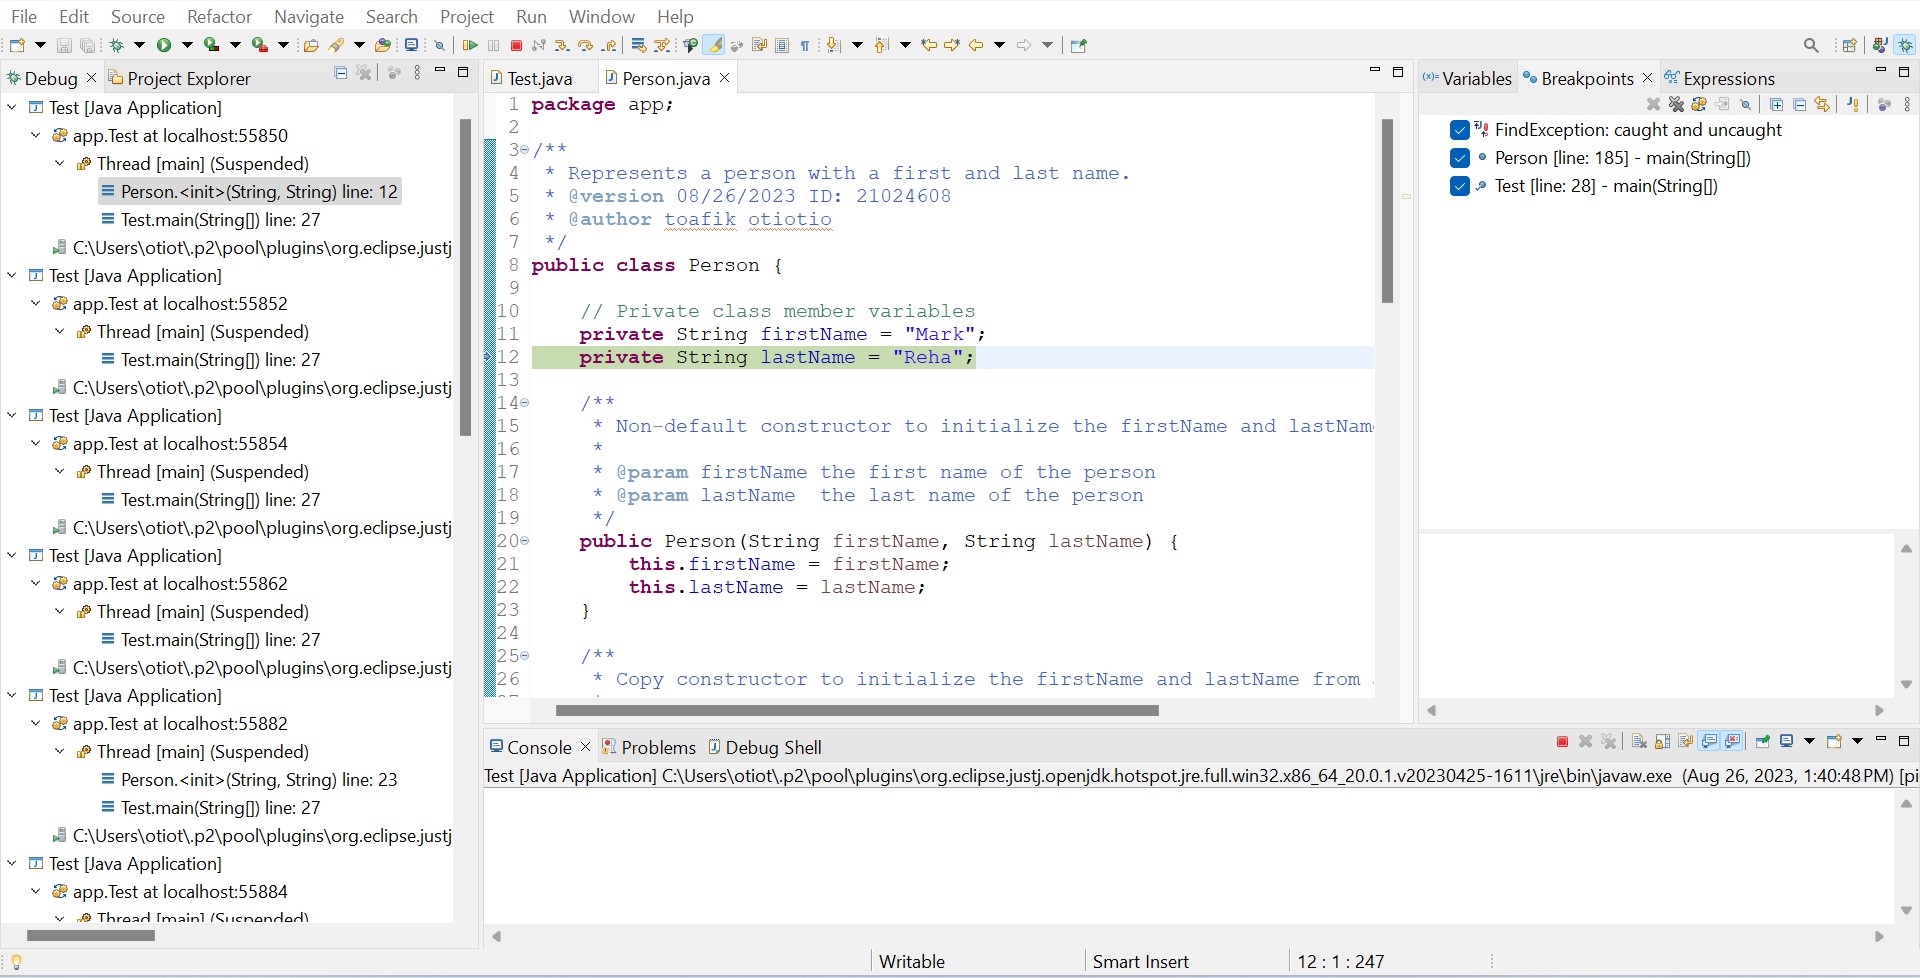 File Edit Source Refactor Navigate Search Project Run Window Help
Debug Project Explorer
Test [Java Application]
app.Test at localhost:55850
Thread [main] (Suspended)
Person.<init>(String, String) line: 12
Test.main(String[]) line: 27
C:\Users\otiot\.p2\pool\plugins\org.eclipse.justj
Test [Java Application]
app.Test at localhost:55852
Thread [main] (Suspended)
Test.main(String[]) line: 27
C:\Users\otiot\.p2\pool\plugins\org.eclipse.justj
Test [Java Application]
app.Test at localhost:55854
Thread [main] (Suspended)
Test.main(String[]) line: 27
C:\Users\otiot\.p2\pool\plugins\org.eclipse.justj
Test [Java Application]
app.Test at localhost:55862
Thread [main] (Suspended)
Test.main(String[]) line: 27
C:\Users\otiot\.p2\pool\plugins\org.eclipse.justj
Test [Java Application]
app.Test at localhost:55882
Thread [main] (Suspended)
Person.<init>(String, String) line: 23
Test.main(String[]) line: 27
C:\Users\otiot\.p2\pool\plugins\org.eclipse.justj
Test [Java Application]
app.Test at localhost:55884
Thread [main] (Suspended)
Test.java Person.java
1 package app;
2
3 /**
4 * Represents a person with a first and last name.
5 * @version 08/26/2023 ID: 21024608
6 * @author toafik otiotio
7 */
8 public class Person {
9
10 // Private class member variables
11 private String firstName = "Mark";
12 private String lastName = "Reha";
13
14 /**
15 * Non-default constructor to initialize the firstName and lastNam
16 *
17 * @param firstName the first name of the person
18 * @param lastName the last name of the person
19 */
20 public Person(String firstName, String lastName) {
21 this.firstName = firstName;
22 this.lastName = lastName;
23 }
24
25 /**
26 * Copy constructor to initialize the firstName and lastName from
(x)= Variables Breakpoints Expressions
FindException: caught and uncaught
Person [line: 185] - main(String[])
Test [line: 28] - main(String[])
Console Problems Debug Shell
Test [Java Application] C:\Users\otiot\.p2\pool\plugins\org.eclipse.justj.openjdk.hotspot.jre.full.win32.x86_64_20.0.1.v20230425-1611\jre\bin\javaw.exe (Aug 26, 2023, 1:40:48 PM) [pi
Writable Smart Insert 12 : 1 : 247